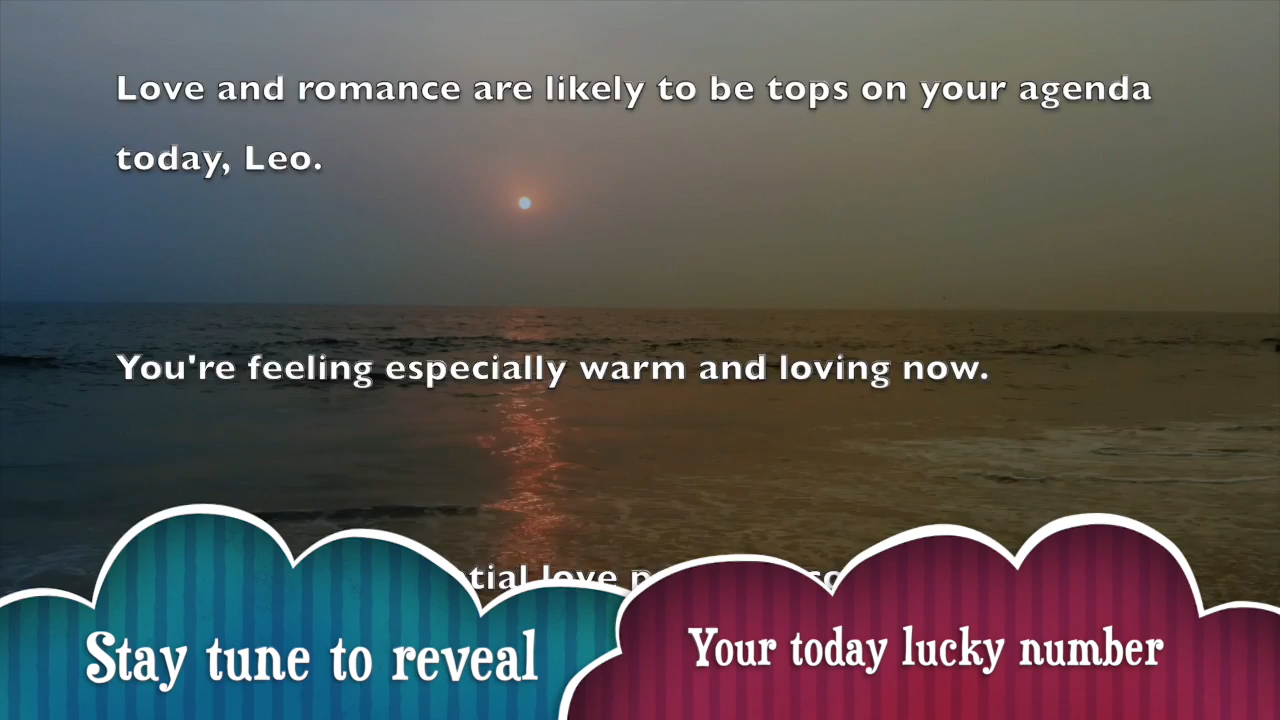 Love and romance are likely to be tops on your agenda
today, Leo.
You're feeling especially warm and loving now.
love
Stay tune to reveal
Your today lucky number